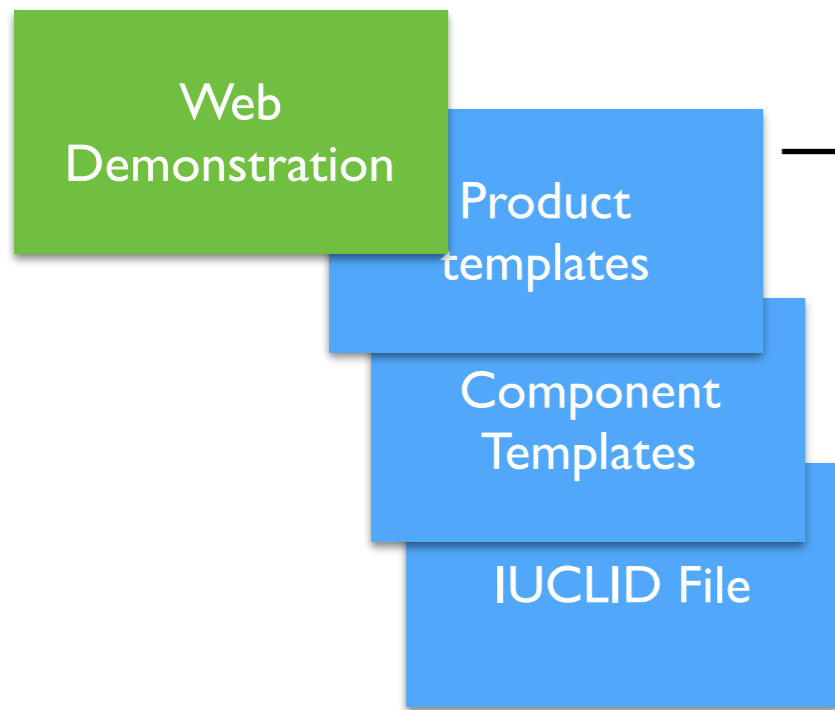 Web
Demonstration
Product
templates
Component
Templates
IUCLID File